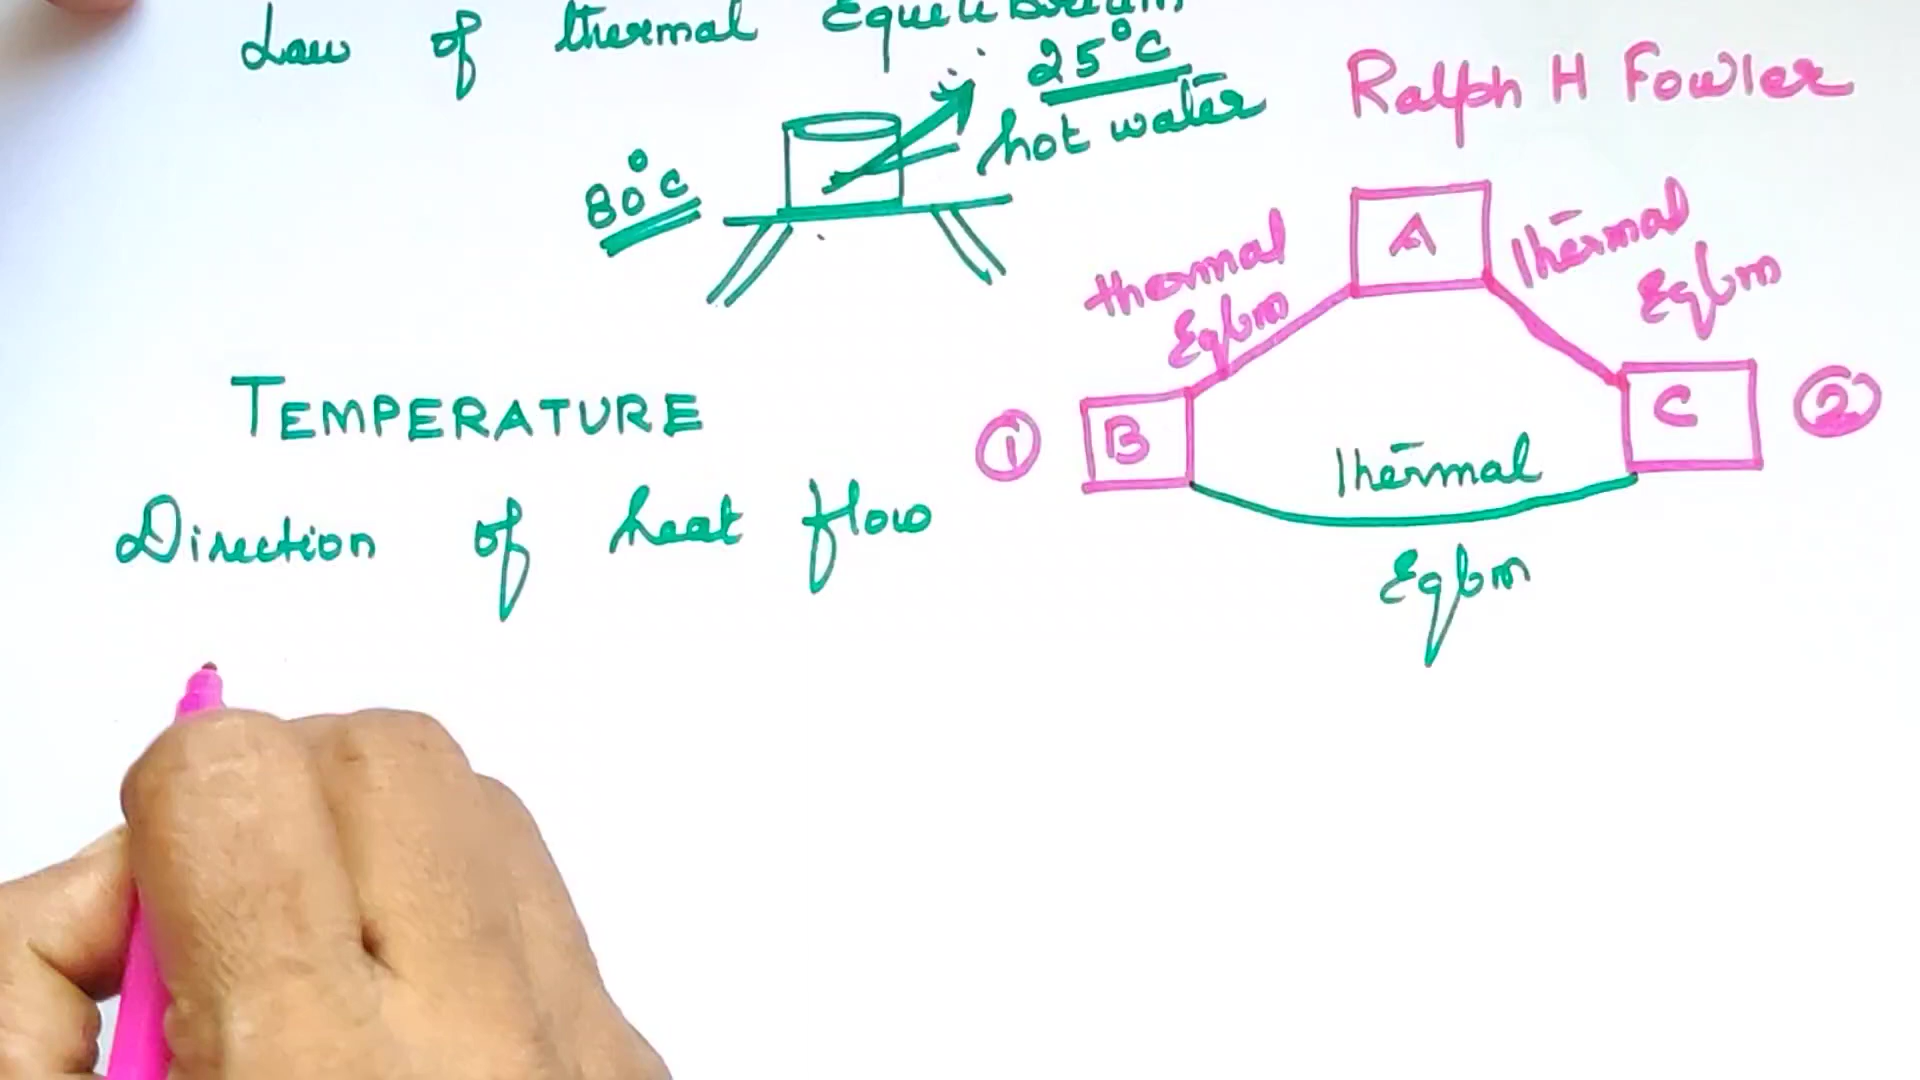 Law of thermal Equilibrium
25°C
hot water
80°C
Ralph H Fowler
A
thermal
Eqbm
thermal
Eqbm
TEMPERATURE
① B
C ②
Thermal
Eqbm
Direction of heat flow